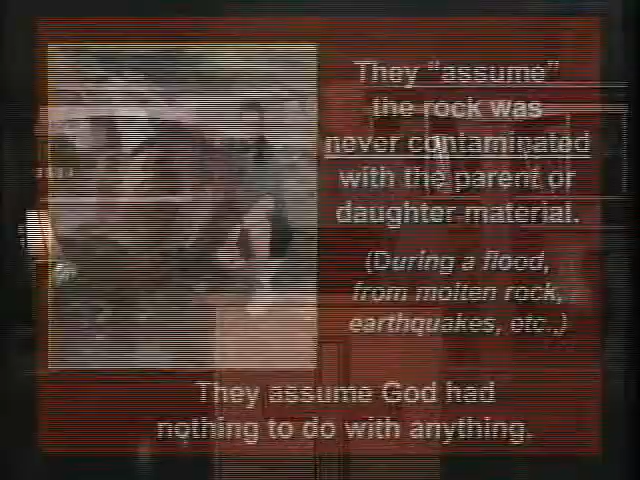 They "assume"
the rock was
never contaminated
with the parent or
daughter material.
(During a flood,
from molten rock,
earthquakes, etc.,)
They assume God had
nothing to do with anything.